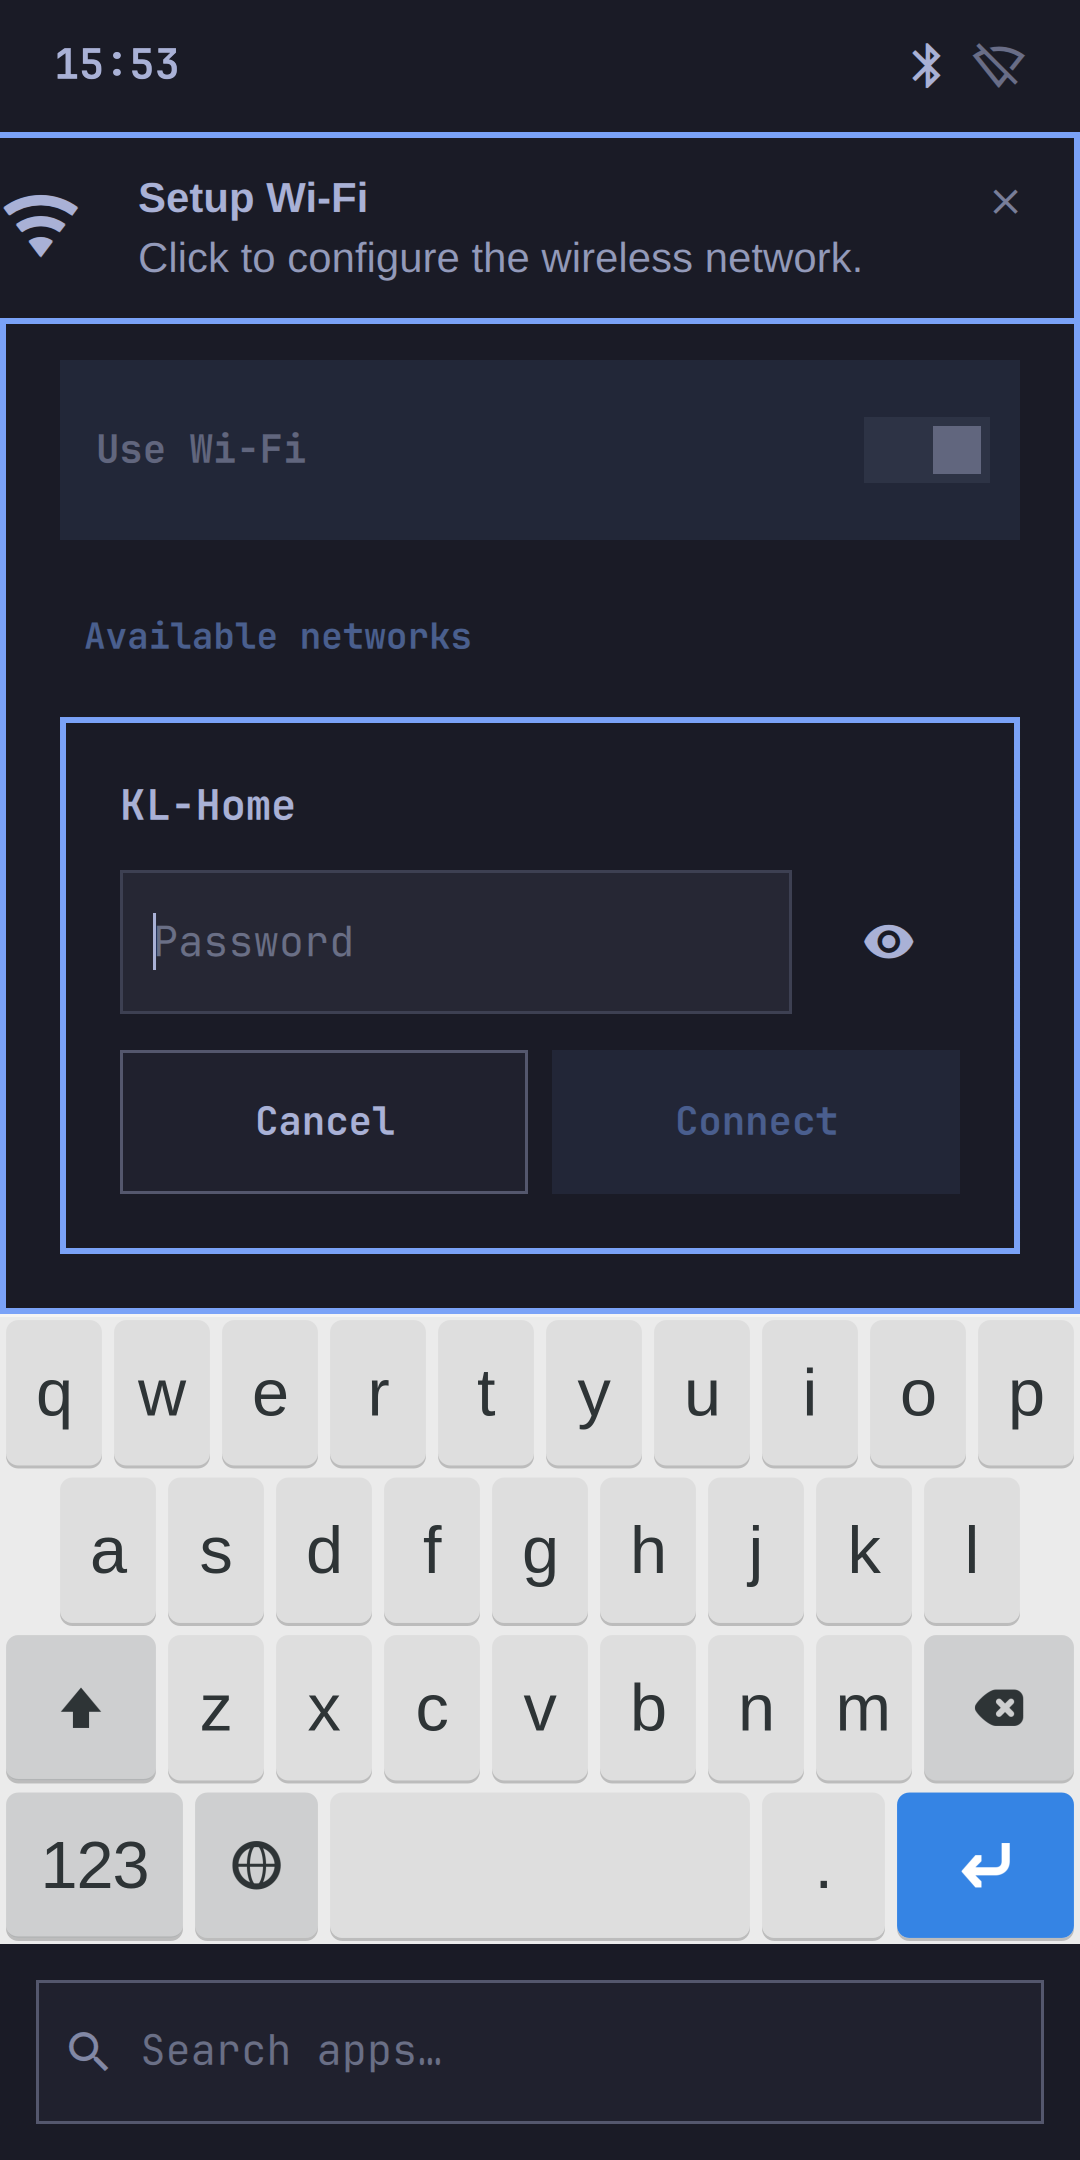 15:53
Setup Wi-Fi
Click to configure the wireless network.
Use Wi-Fi
Available networks
KL-Home
Password
Cancel
Connect
q w e r t y u i o p
a s d f g h j k l
z x c v b n m
123 .
Search apps…